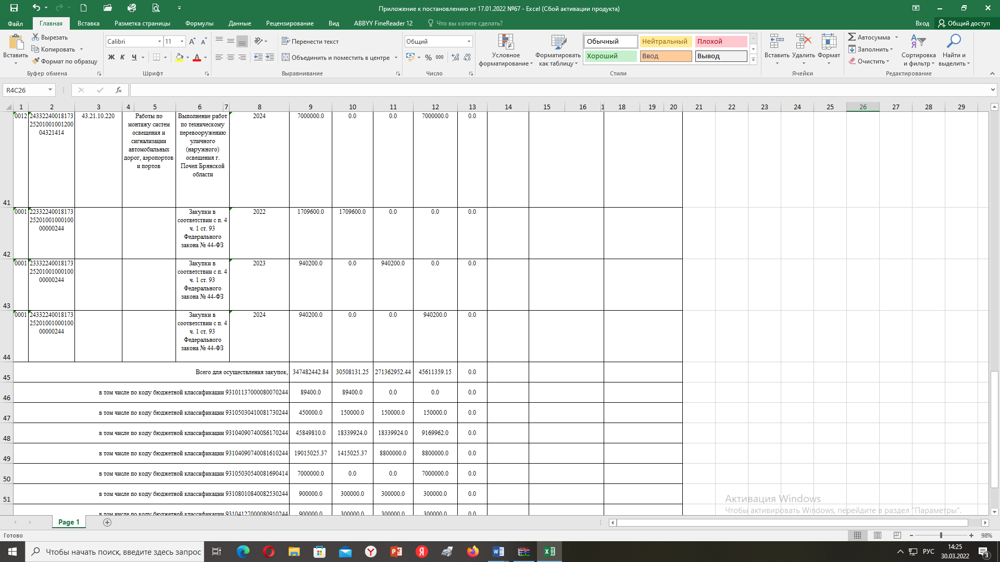 Приложение к постановлению от 17.01.2022 №67 - Excel (Сбой активации продукта)
Файл Главная Вставка Разметка страницы Формулы Данные Рецензирование Вид ABBYY FineReader 12 Что вы хотите сделать? Вход Общий доступ
Вставить
Вырезать
Копировать
Формат по образцу
Буфер обмена
Calibri 11
Ж К Ч
Шрифт
Перенести текст
Объединить и поместить в центре
Выравнивание
Общий
% 000
Число
Условное форматирование
Форматировать как таблицу
Обычный Нейтральный Плохой
Хороший Ввод Вывод
Стили
Вставить Удалить Формат
Ячейки
Автосумма
Заполнить
Очистить
Сортировка и фильтр
Найти и выделить
Редактирование
R4C26
1 2 3 4 5 6 7 8 9 10 11 12 13 14 15 16 1 18 19 20 21 22 23 24 25 26 27 28 29
0012 24332240018173 43.21.10.220 Работы по Выполнение работ 2024 7000000.0 0.0 0.0 7000000.0 0.0
25201001001200 монтажу систем по техническому
04321414 освещения и перевооружению
сигнализации уличного
автомобильных (наружного)
дорог, аэропортов освещения г.
и портов Почеп Брянской
области
41
0001 22332240018173 Закупки в 2022 1709600.0 1709600.0 0.0 0.0 0.0
25201001000100 соответствии с п. 4
00000244 ч. 1 ст. 93
Федерального
закона № 44-ФЗ
42
0001 23332240018173 Закупки в 2023 940200.0 0.0 940200.0 0.0 0.0
25201001000100 соответствии с п. 4
00000244 ч. 1 ст. 93
Федерального
закона № 44-ФЗ
43
0001 24332240018173 Закупки в 2024 940200.0 0.0 0.0 940200.0 0.0
25201001000100 соответствии с п. 4
00000244 ч. 1 ст. 93
Федерального
закона № 44-ФЗ
44
45 Всего для осуществления закупок, 347482442.84 30508131.25 271362952.44 45611359.15 0.0
46 в том числе по коду бюджетной классификации 93101137000080070244 89400.0 89400.0 0.0 0.0 0.0
47 в том числе по коду бюджетной классификации 93105030410081730244 450000.0 150000.0 150000.0 150000.0 0.0
48 в том числе по коду бюджетной классификации 93104090740086170244 45849810.0 18339924.0 18339924.0 9169962.0 0.0
49 в том числе по коду бюджетной классификации 93104090740081610244 19015025.37 1415025.37 8800000.0 8800000.0 0.0
50 в том числе по коду бюджетной классификации 93105030540081690414 7000000.0 0.0 0.0 7000000.0 0.0
51 в том числе по коду бюджетной классификации 93108010840082530244 900000.0 300000.0 300000.0 300000.0 0.0
в том числе по коду бюджетной классификации 93104127000080910244 900000.0 300000.0 300000.0 300000.0 0.0
Активация Windows
Чтобы активировать Windows, перейдите в раздел "Параметры".
Page 1
Готово
98%
Чтобы начать поиск, введите здесь запрос
РУС
14:25
30.03.2022
3